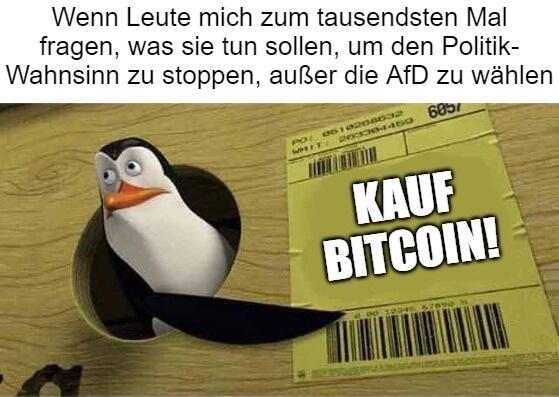 Wenn Leute mich zum tausendsten Mal
fragen, was sie tun sollen, um den Politik-
Wahnsinn zu stoppen, außer die AfD zu wählen
6057
KAUF
BITCOIN!